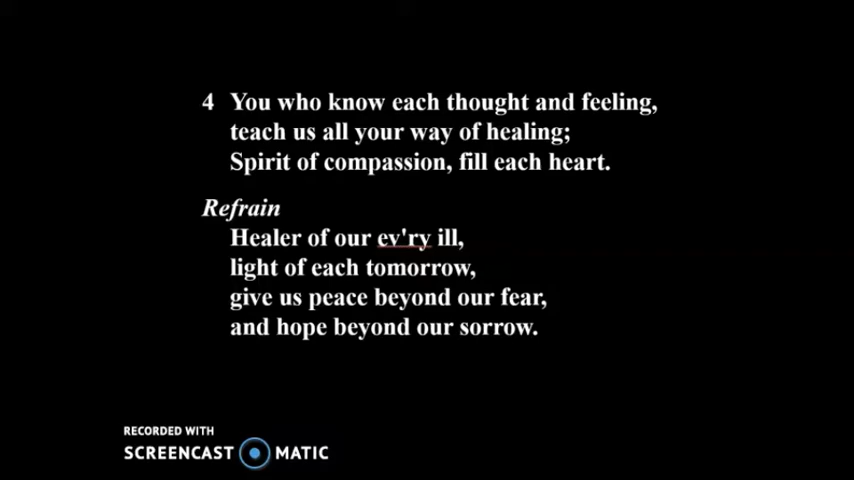 4 You who know each thought and feeling,
teach us all your way of healing;
Spirit of compassion, fill each heart.
Refrain
Healer of our ev'ry ill,
light of each tomorrow,
give us peace beyond our fear,
and hope beyond our sorrow.
RECORDED WITH
SCREENCAST MATIC